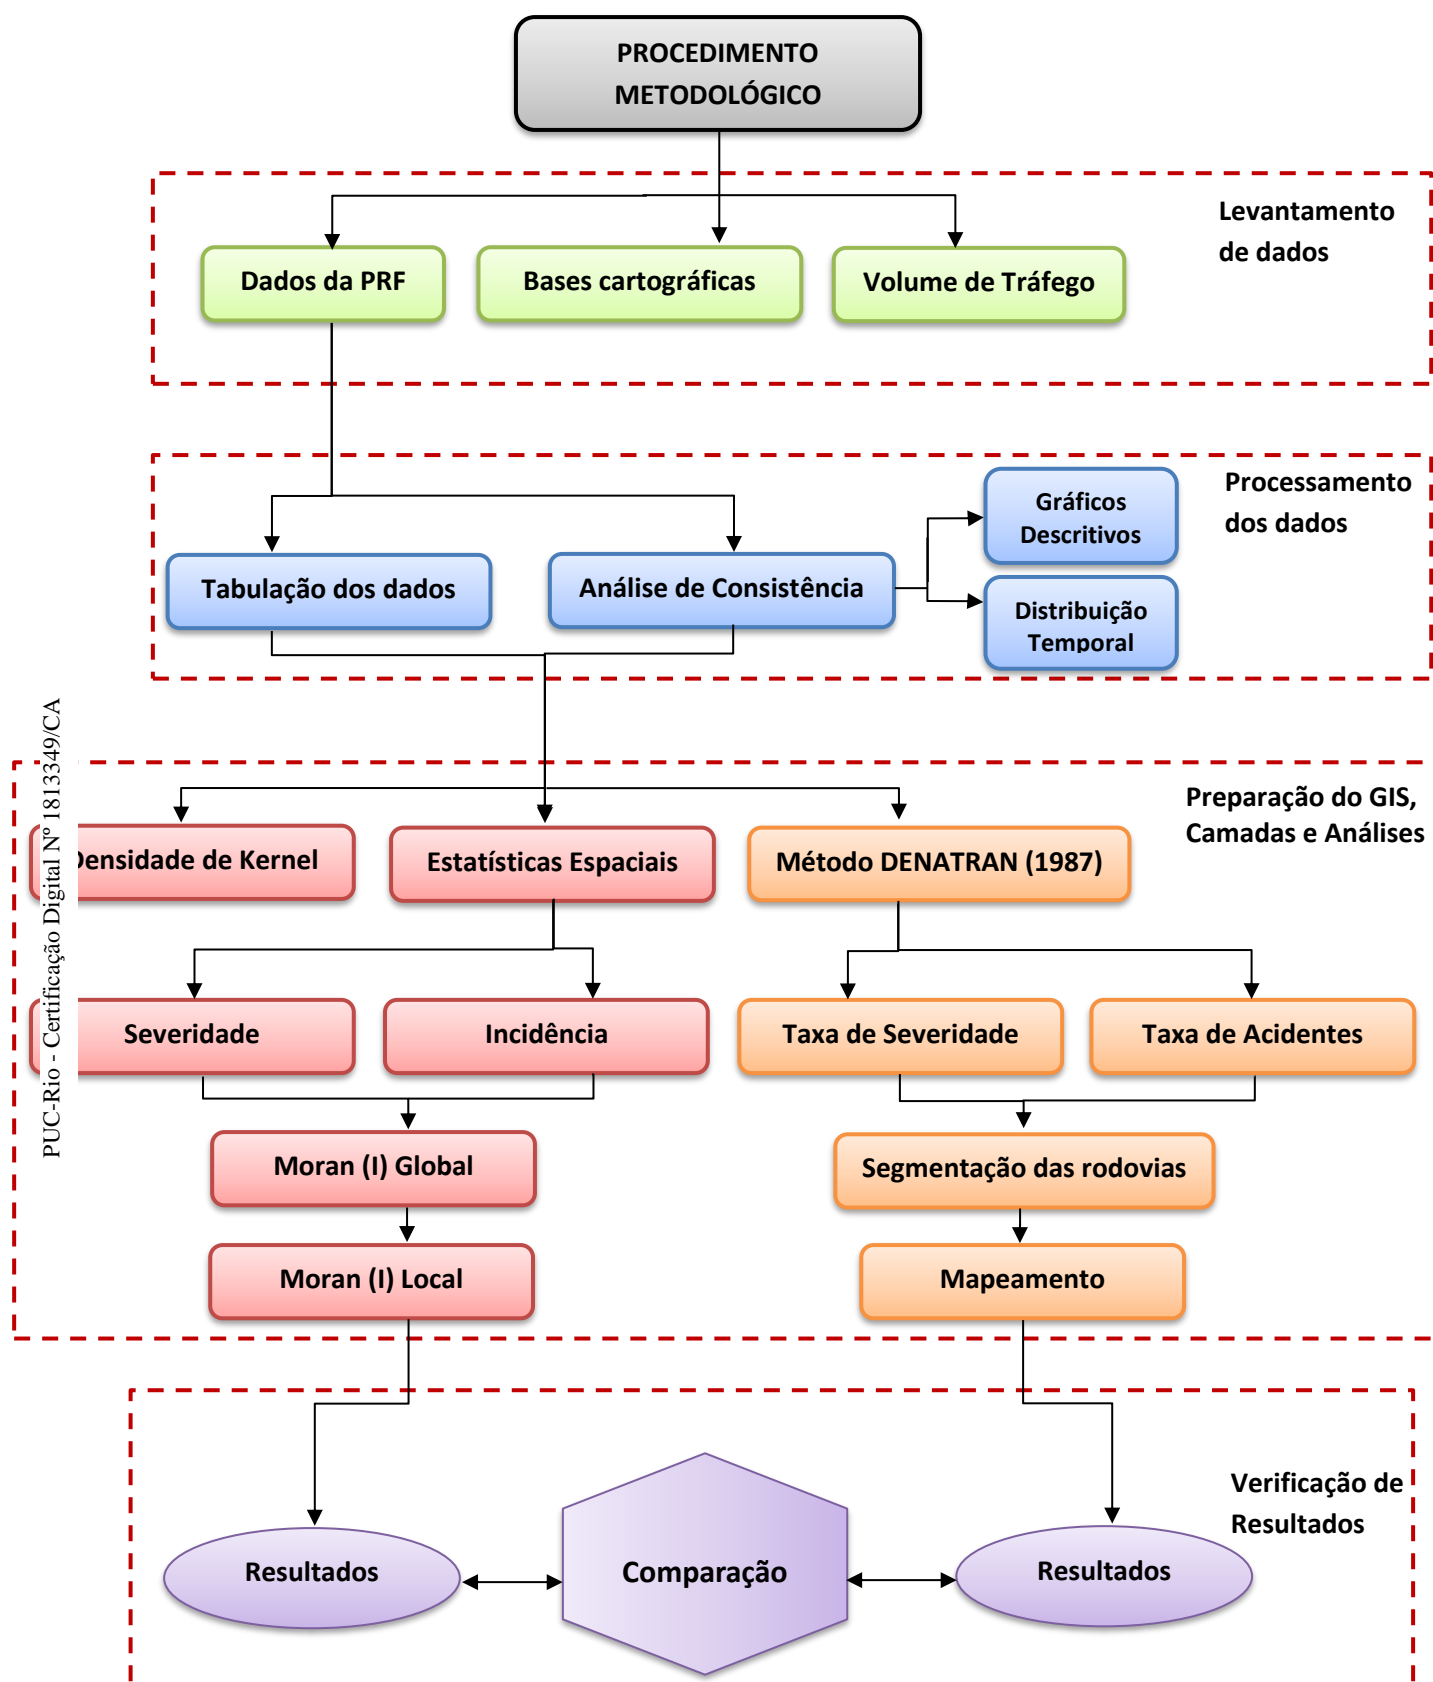 PROCEDIMENTO
METODOLÓGICO
Levantamento
de dados
Dados da PRF
Bases cartográficas
Volume de Tráfego
Processamento
dos dados
Gráficos
Descritivos
Tabulação dos dados
Análise de Consistência
Distribuição
Temporal
PUC-Rio - Certificação Digital Nº 1813349/CA
Preparação do GIS,
Camadas e Análises
Densidade de Kernel
Estatísticas Espaciais
Método DENATRAN (1987)
Severidade
Incidência
Taxa de Severidade
Taxa de Acidentes
Moran (I) Global
Segmentação das rodovias
Moran (I) Local
Mapeamento
Verificação de
Resultados
Resultados
Comparação
Resultados